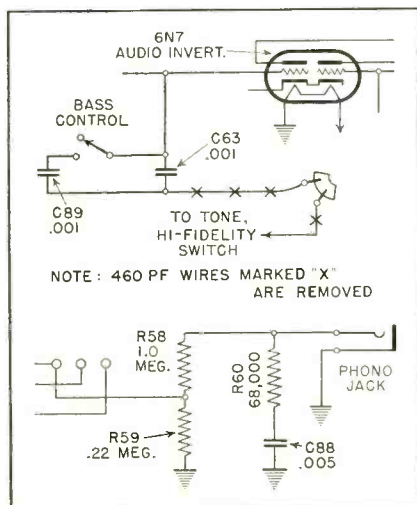 6N7
AUDIO INVERT.
BASS
CONTROL
C63
.001
C89
.001
TO TONE,
HI-FIDELITY
SWITCH
NOTE: 460 PF WIRES MARKED "X"
ARE REMOVED
R58
1.0
MEG.
R60
68,000
PHONO
JACK
R59
.22 MEG.
C88
.005